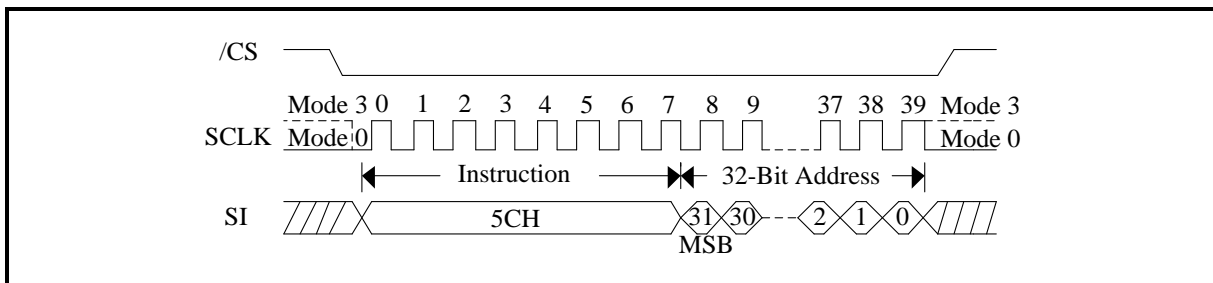 /CS
Mode 3 0 1 2 3 4 5 6 7 8 9 37 38 39 Mode 3
SCLK Mode 0 Mode 0
Instruction 32-Bit Address
SI 5CH 31 30 2 1 0
MSB